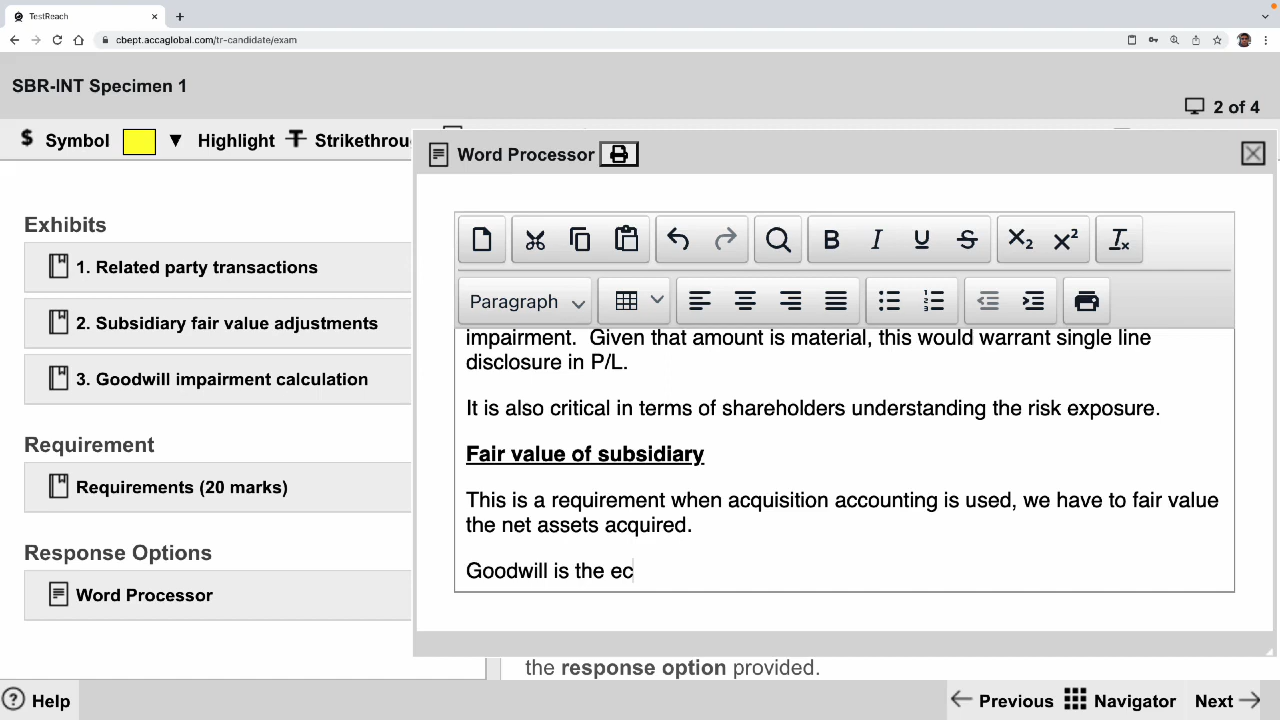 TestReach
cbept.accaglobal.com/tr-candidate/exam
SBR-INT Specimen 1
2 of 4
$ Symbol ▼ Highlight Strikethrou
Word Processor
Exhibits
1. Related party transactions
2. Subsidiary fair value adjustments
3. Goodwill impairment calculation
Requirement
Requirements (20 marks)
Response Options
Word Processor
B I U S X₂ X² Tx
Paragraph
impairment.  Given that amount is material, this would warrant single line
disclosure in P/L.
It is also critical in terms of shareholders understanding the risk exposure.
Fair value of subsidiary
This is a requirement when acquisition accounting is used, we have to fair value
the net assets acquired.
Goodwill is the ec
the response option provided.
Help
Previous Navigator Next